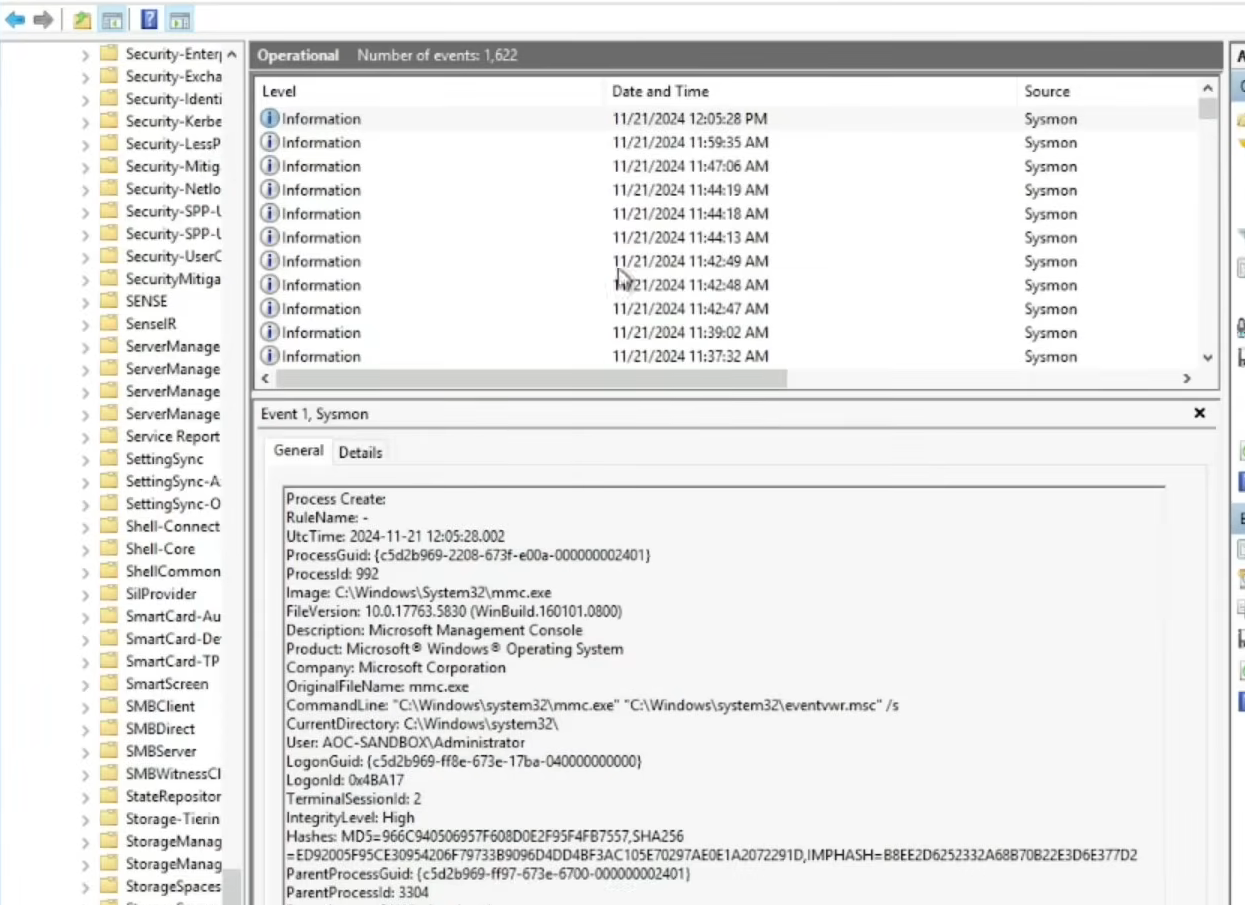 Security-Enter
Security-Excha
Security-Identi
Security-Kerbe
Security-LessP
Security-Mitig
Security-Netlo
Security-SPP-U
Security-SPP-U
Security-UserC
SecurityMitiga
SENSE
SenseIR
ServerManage
ServerManage
ServerManage
ServerManage
Service Report
SettingSync
SettingSync-A
SettingSync-O
Shell-Connect
Shell-Core
ShellCommon
SilProvider
SmartCard-Au
SmartCard-De
SmartCard-TP
SmartScreen
SMBClient
SMBDirect
SMBServer
SMBWitnessCl
StateRepositor
Storage-Tierin
StorageManag
StorageManag
StorageSpaces
Operational Number of events: 1,622
Level Date and Time Source
Information 11/21/2024 12:05:28 PM Sysmon
Information 11/21/2024 11:59:35 AM Sysmon
Information 11/21/2024 11:47:06 AM Sysmon
Information 11/21/2024 11:44:19 AM Sysmon
Information 11/21/2024 11:44:18 AM Sysmon
Information 11/21/2024 11:44:13 AM Sysmon
Information 11/21/2024 11:42:49 AM Sysmon
Information 11/21/2024 11:42:48 AM Sysmon
Information 11/21/2024 11:42:47 AM Sysmon
Information 11/21/2024 11:39:02 AM Sysmon
Information 11/21/2024 11:37:32 AM Sysmon
Event 1, Sysmon
General Details
Process Create:
RuleName: -
UtcTime: 2024-11-21 12:05:28.002
ProcessGuid: {c5d2b969-2208-673f-e00a-000000002401}
ProcessId: 992
Image: C:\Windows\System32\mmc.exe
FileVersion: 10.0.17763.5830 (WinBuild.160101.0800)
Description: Microsoft Management Console
Product: Microsoft® Windows® Operating System
Company: Microsoft Corporation
OriginalFileName: mmc.exe
CommandLine: "C:\Windows\system32\mmc.exe" "C:\Windows\system32\eventvwr.msc" /s
CurrentDirectory: C:\Windows\system32\
User: AOC-SANDBOX\Administrator
LogonGuid: {c5d2b969-ff8e-673e-17ba-040000000000}
LogonId: 0x4BA17
TerminalSessionId: 2
IntegrityLevel: High
Hashes: MD5=966C940506957F608D0E2F95F4FB7557,SHA256
=ED92005F95CE30954206F79733B9096D4DD4BF3AC105E70297AE0E1A2072291D,IMPHASH=B8EE2D6252332A68B70B22E3D6E377D2
ParentProcessGuid: {c5d2b969-ff97-673e-6700-000000002401}
ParentProcessId: 3304